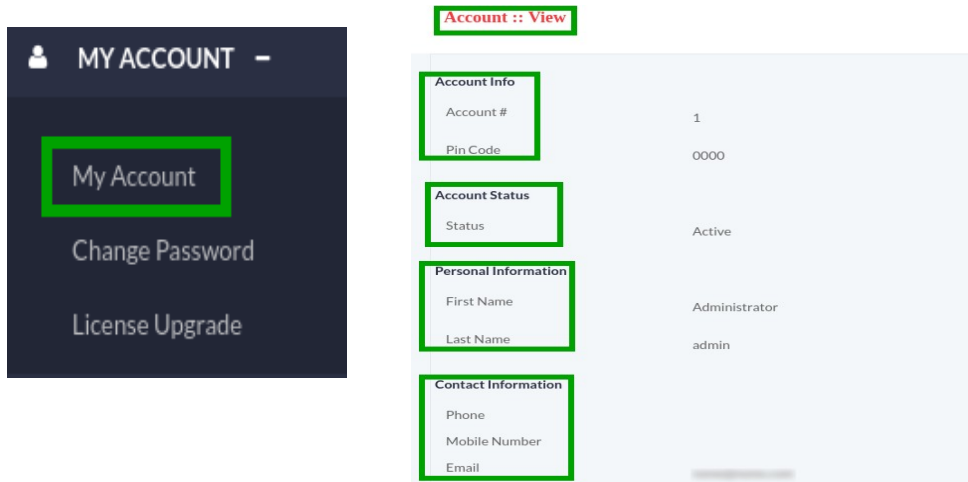 MY ACCOUNT –
My Account
Change Password
License Upgrade
Account :: View
Account Info
Account # 1
Pin Code 0000
Account Status
Status Active
Personal Information
First Name Administrator
Last Name admin
Contact Information
Phone
Mobile Number
Email